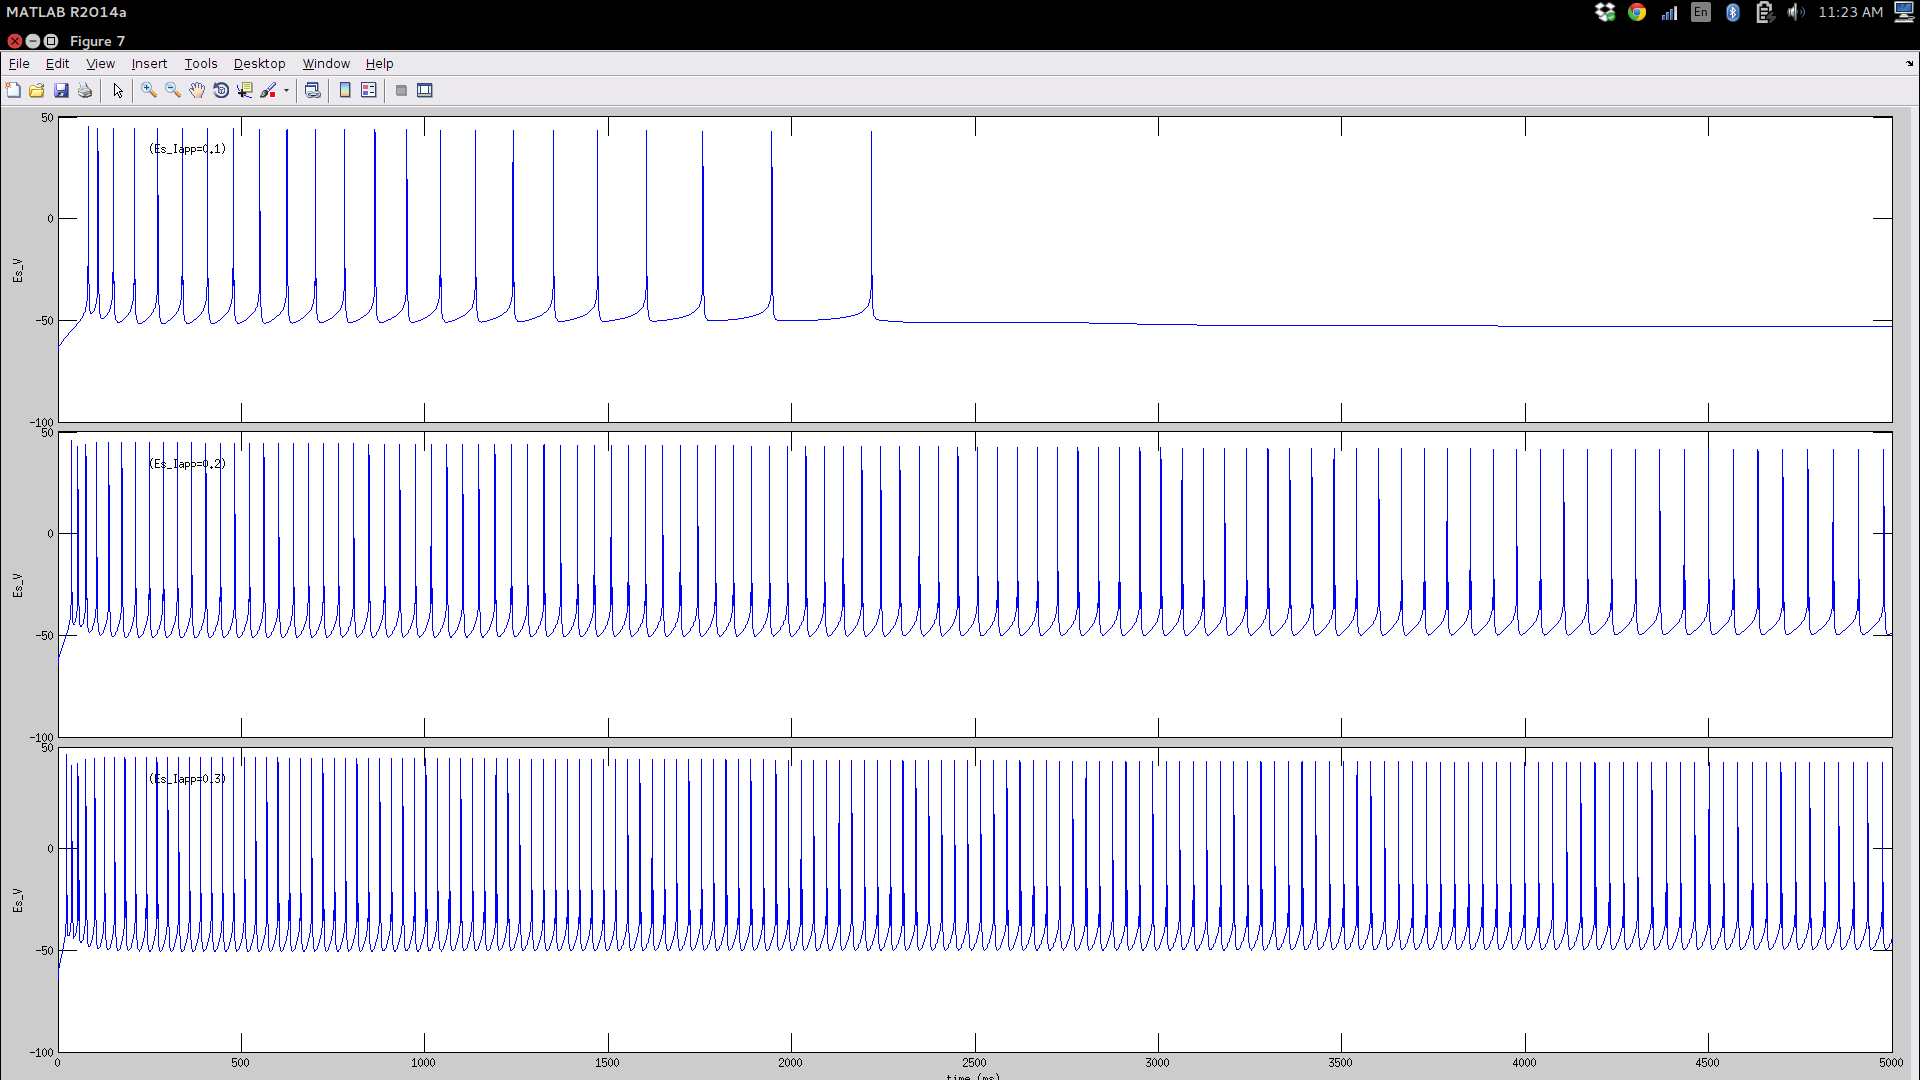 MATLAB R2014a
En
11:23 AM
Figure 7
File Edit View Insert Tools Desktop Window Help
50
(Es_Iapp=0.1)
0
Es_V
-50
-100
50
(Es_Iapp=0.2)
0
Es_V
-50
-100
50
(Es_Iapp=0.3)
0
Es_V
-50
-100
0 500 1000 1500 2000 2500 3000 3500 4000 4500 5000
time (ms)